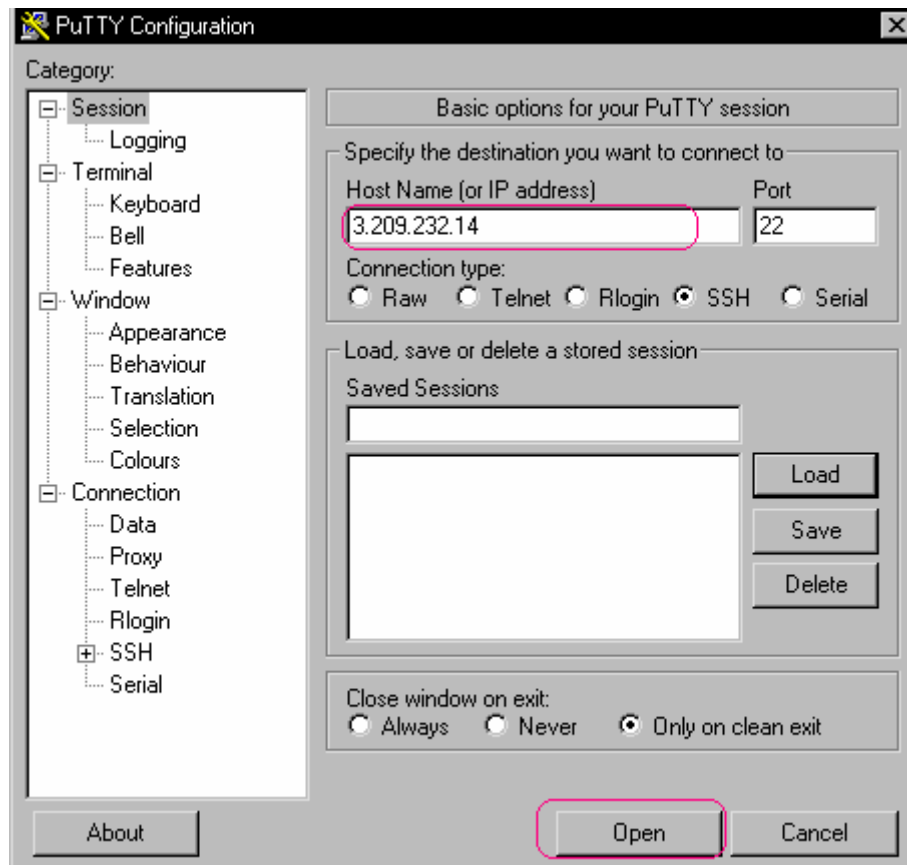 PuTTY Configuration
Category:
Session
Logging
Terminal
Keyboard
Bell
Features
Window
Appearance
Behaviour
Translation
Selection
Colours
Connection
Data
Proxy
Telnet
Rlogin
SSH
Serial
Basic options for your PuTTY session
Specify the destination you want to connect to
Host Name (or IP address) Port
3.209.232.14 22
Connection type:
Raw Telnet Rlogin SSH Serial
Load, save or delete a stored session
Saved Sessions
Load
Save
Delete
Close window on exit:
Always Never Only on clean exit
About Open Cancel